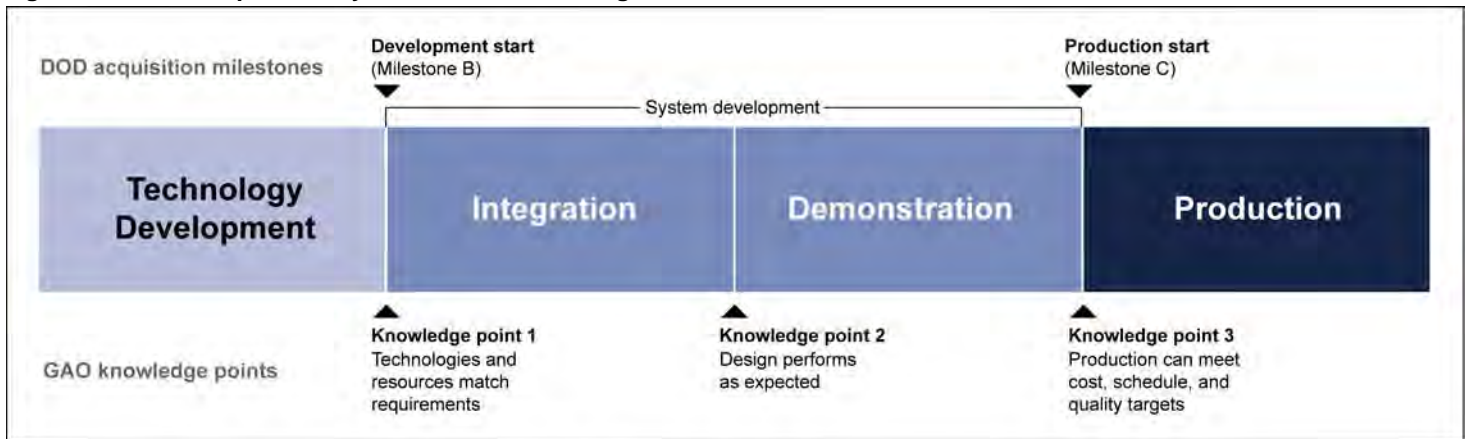 Development start
(Milestone B)
Production start
(Milestone C)
DOD acquisition milestones
System development
Technology
Development
Integration
Demonstration
Production
Knowledge point 1
Technologies and
resources match
requirements
Knowledge point 2
Design performs
as expected
Knowledge point 3
Production can meet
cost, schedule, and
quality targets
GAO knowledge points